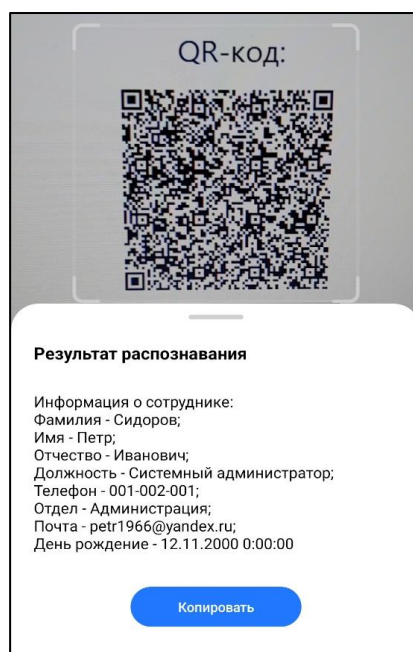 QR-код:
Результат распознавания
Информация о сотруднике:
Фамилия - Сидоров;
Имя - Петр;
Отчество - Иванович;
Должность - Системный администратор;
Телефон - 001-002-001;
Отдел - Администрация;
Почта - petr1966@yandex.ru;
День рождение - 12.11.2000 0:00:00
Копировать